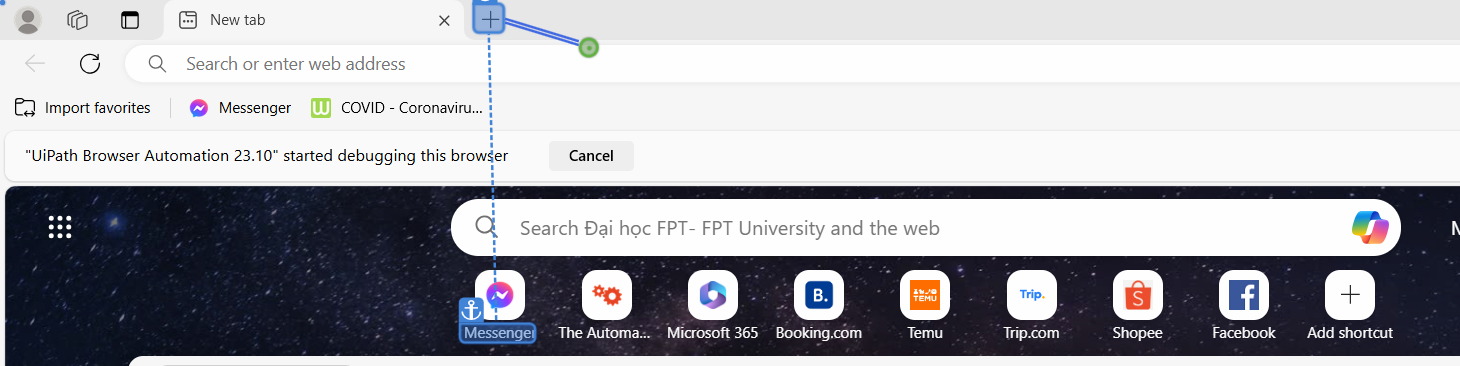 New tab
Search or enter web address
Import favorites
Messenger
COVID - Coronaviru...
"UiPath Browser Automation 23.10" started debugging this browser
Cancel
Search Đại học FPT- FPT University and the web
B.
TEMU
Trip.
Messenger
The Automa...
Microsoft 365
Booking.com
Temu
Trip.com
Shopee
Facebook
Add shortcut